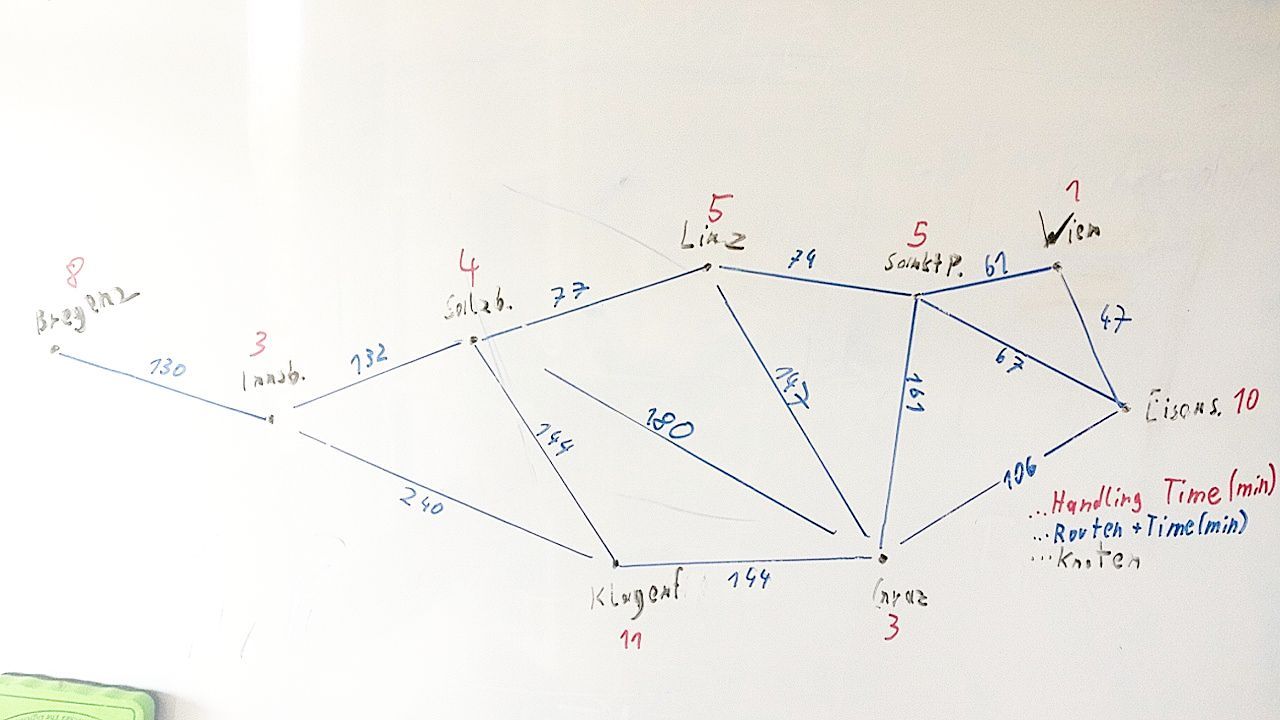 1
5
Wien
Linz
5
4
Sankt P.
61
74
8
Salzb.
77
47
Bregenz
3
132
67
130
Innsb.
147
161
Eisens. 10
180
144
106
240
...Handling Time (min)
...Routen + Time (min)
...Knoten
144
Klagenf
Graz
11
3